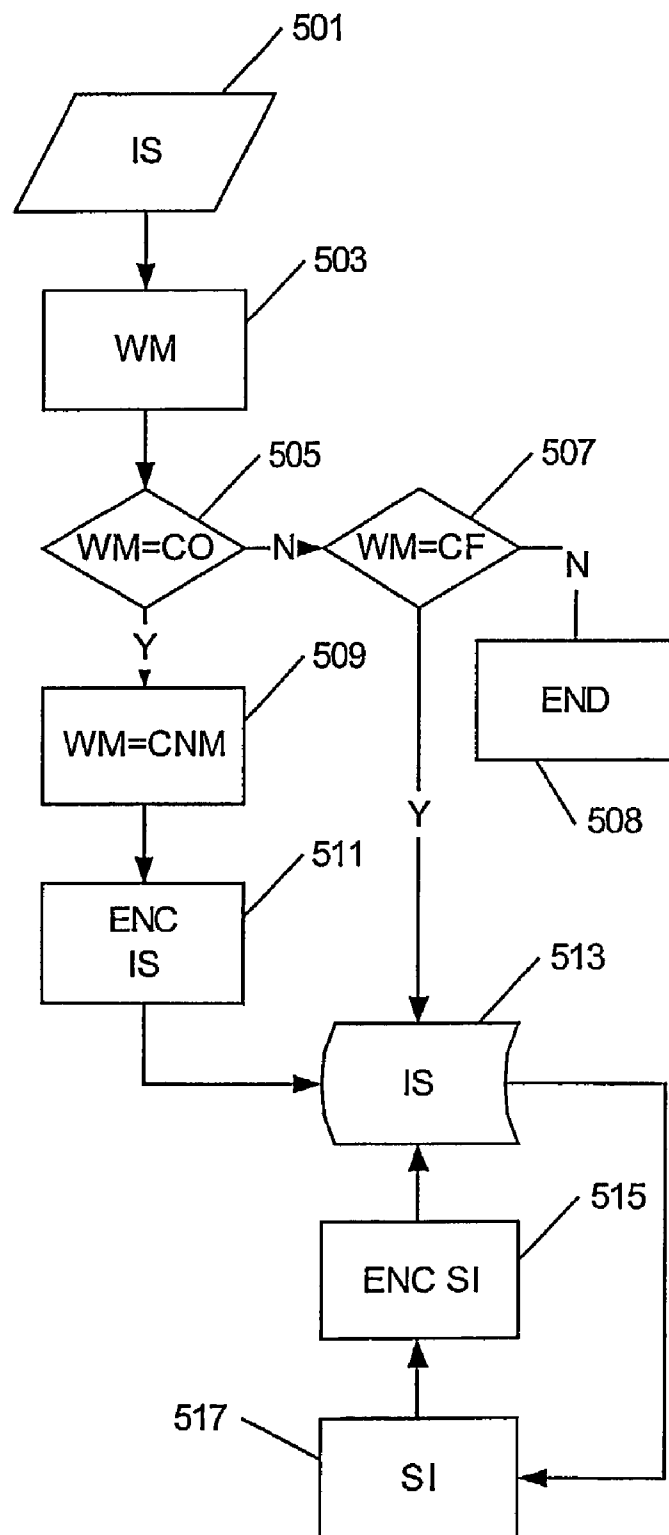 501
IS
503
WM
505
507
WM=CO
N
WM=CF
N
Y
509
END
WM=CNM
508
Y
511
ENC
IS
513
IS
515
ENC SI
517
SI